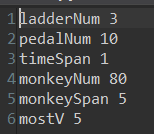 1 ladderNum 3
2 pedalNum 10
3 timeSpan 1
4 monkeyNum 80
5 monkeySpan 5
6 mostV 5